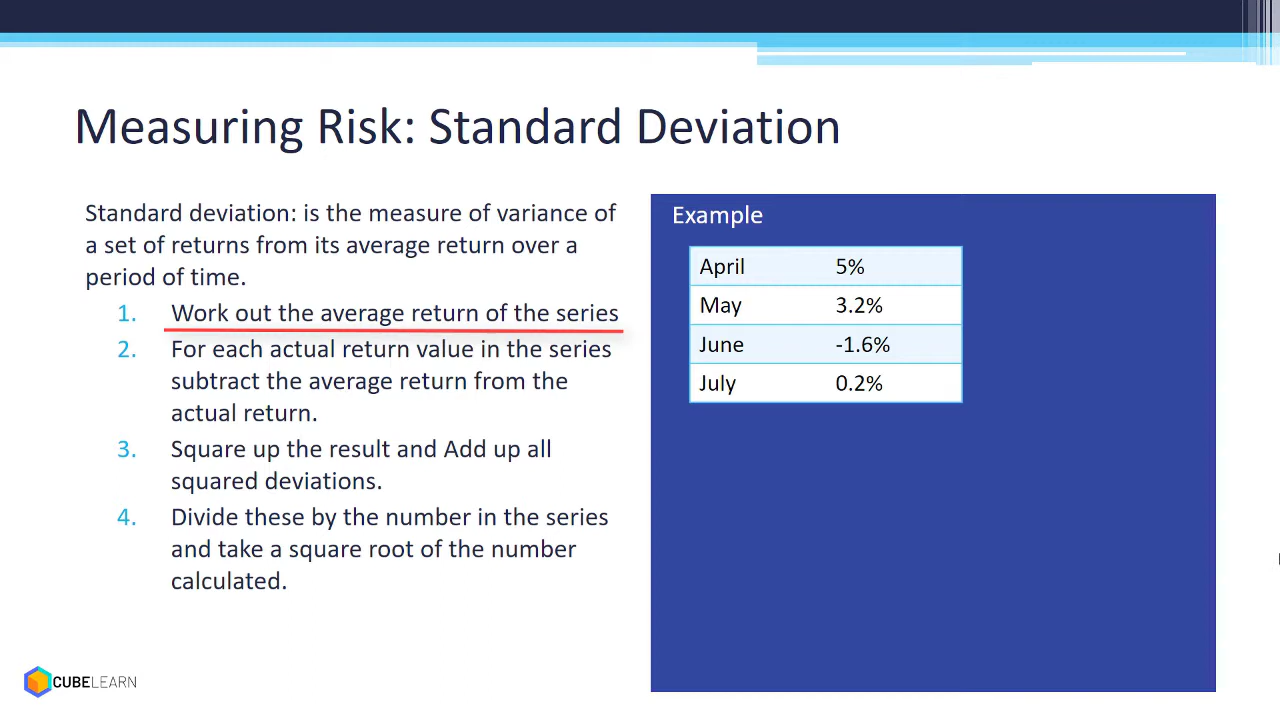 Measuring Risk: Standard Deviation
Standard deviation: is the measure of variance of
a set of returns from its average return over a
period of time.
1. Work out the average return of the series
2. For each actual return value in the series
subtract the average return from the
actual return.
3. Square up the result and Add up all
squared deviations.
4. Divide these by the number in the series
and take a square root of the number
calculated.
Example
April 5%
May 3.2%
June -1.6%
July 0.2%
CUBELEARN